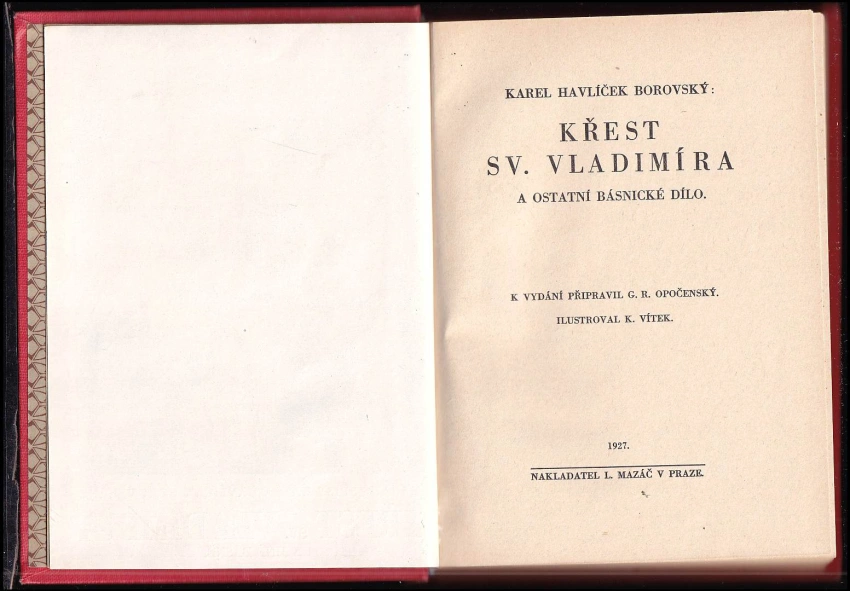 KAREL HAVLÍČEK BOROVSKÝ:
KŘEST
SV. VLADIMÍRA
A OSTATNÍ BÁSNICKÉ DÍLO.
K VYDÁNÍ PŘIPRAVIL G. R. OPOČENSKÝ.
ILUSTROVAL K. VÍTEK.
1927.
NAKLADATEL L. MAZÁČ V PRAZE.